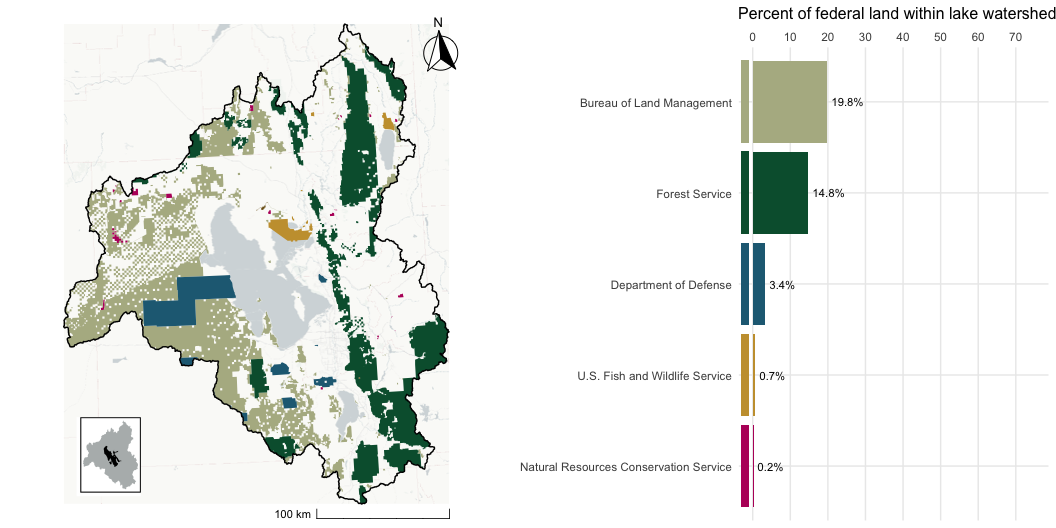 N
100 km
Percent of federal land within lake watershed
0 10 20 30 40 50 60 70
Bureau of Land Management 19.8%
Forest Service 14.8%
Department of Defense 3.4%
U.S. Fish and Wildlife Service 0.7%
Natural Resources Conservation Service 0.2%